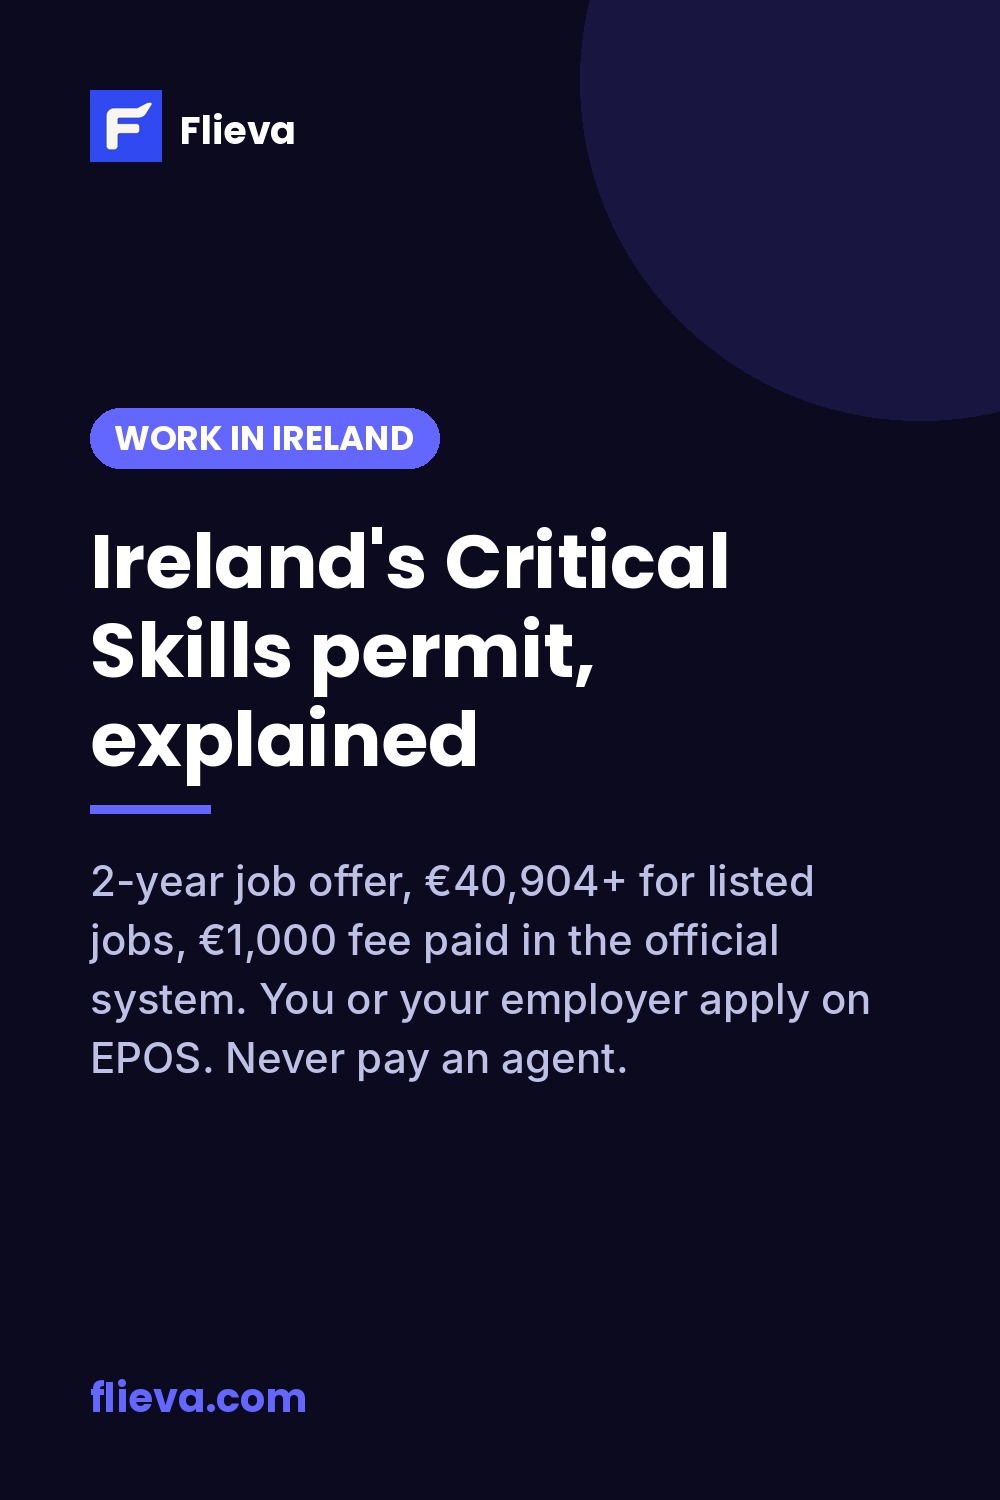 Flieva
WORK IN IRELAND
Ireland's Critical
Skills permit,
explained
2-year job offer, €40,904+ for listed
jobs, €1,000 fee paid in the official
system. You or your employer apply on
EPOS. Never pay an agent.
flieva.com